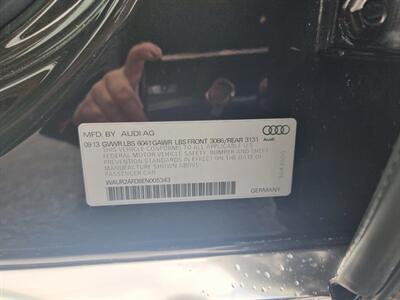 MFD. BY AUDI AG
Audi
09 13 GVWR LBS 6041 GAWR LBS FRONT 3086/REAR 3131
THIS VEHICLE CONFORMS TO ALL APPLICABLE U.S.
FEDERAL MOTOR VEHICLE SAFETY, BUMPER AND THEFT
PREVENTION STANDARDS IN EFFECT ON THE DATE OF
MANUFACTURE SHOWN ABOVE:
PASSENGER CAR
WAUR2AFD8EN005343
GERMANY